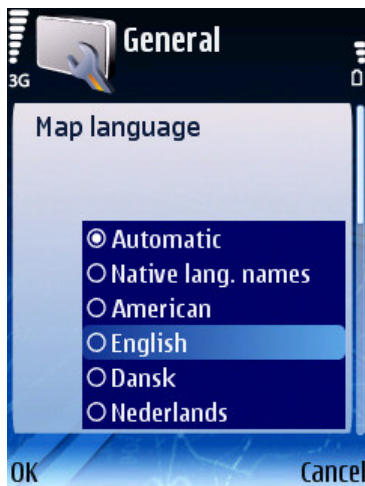 General
3G
Map language
Automatic
Native lang. names
American
English
Dansk
Nederlands
OK Cancel